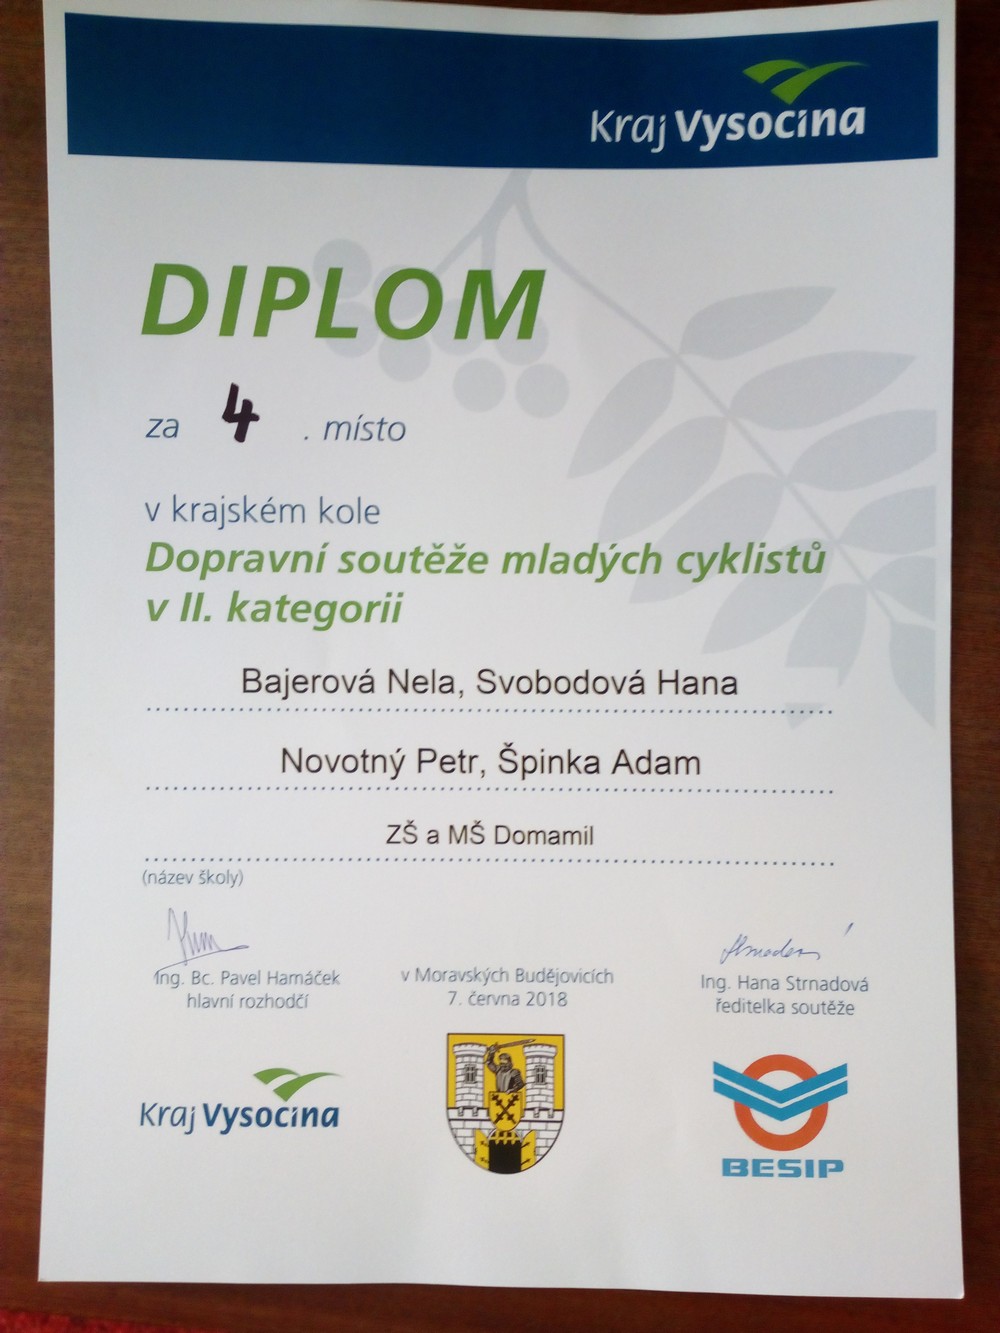 Kraj Vysočina
DIPLOM
za 4. místo
v krajském kole
Dopravní soutěže mladých cyklistů
v II. kategorii
Bajerová Nela, Svobodová Hana
Novotný Petr, Špinka Adam
ZŠ a MŠ Domamil
(název školy)
Ing. Bc. Pavel Hamáček
hlavní rozhodčí
v Moravských Budějovicích
7. června 2018
Ing. Hana Strnadová
ředitelka soutěže
Kraj Vysočina
BESIP